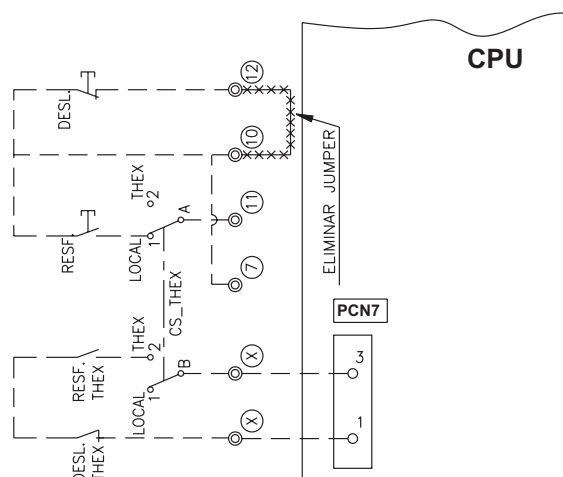 CPU
12
DESL.
10
THEX
2
A
11
RESF.
LOCAL
1
7
ELIMINAR JUMPER
CS_THEX
PCN7
THEX
2
B
X
3
RESF.
THEX
LOCAL
1
X
1
DESL.
THEX